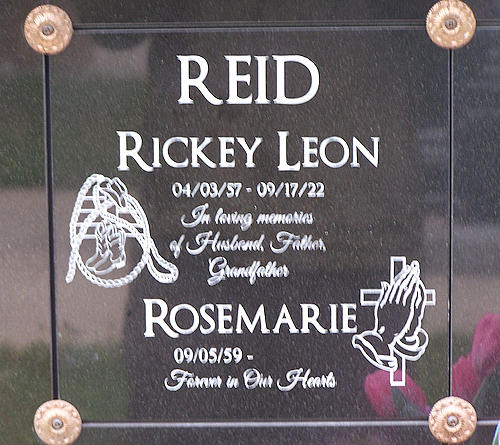 REID
RICKEY LEON
04/03/57 - 09/17/22
In loving memories
of Husband, Father,
Grandfather
ROSEMARIE
09/05/59 -
Forever in Our Hearts